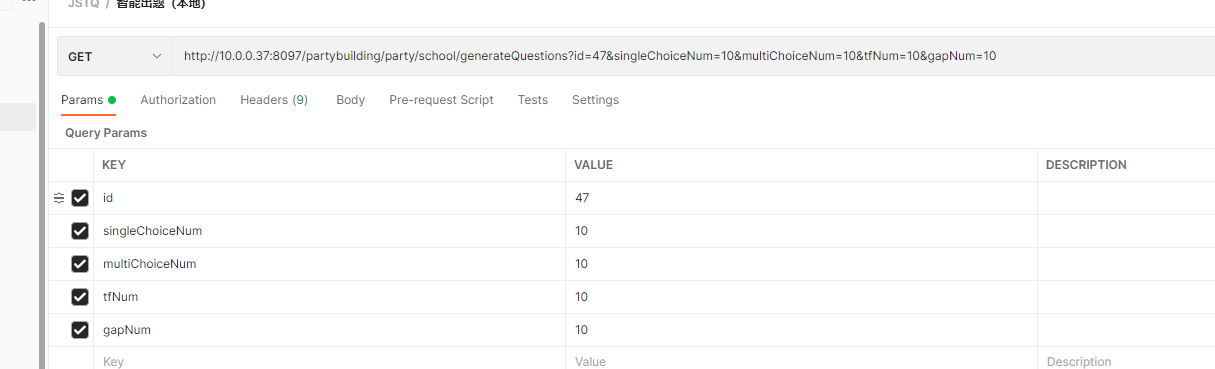 JSTQ / 智能出题（本地）
GET http://10.0.0.37:8097/partybuilding/party/school/generateQuestions?id=47&singleChoiceNum=10&multiChoiceNum=10&tfNum=10&gapNum=10
Params Authorization Headers (9) Body Pre-request Script Tests Settings
Query Params
KEY VALUE DESCRIPTION
id 47
singleChoiceNum 10
multiChoiceNum 10
tfNum 10
gapNum 10
Key Value Description